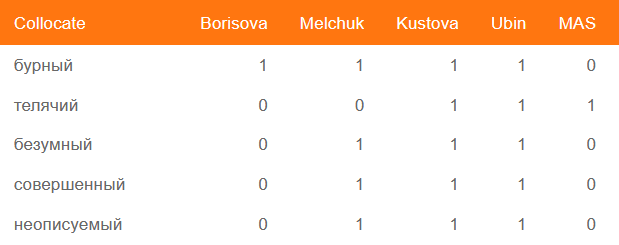 Collocate Borisova Melchuk Kustova Ubin MAS
бурный 1 1 1 1 0
телячий 0 0 1 1 1
безумный 0 1 1 1 0
совершенный 0 1 1 1 0
неописуемый 0 1 1 1 0